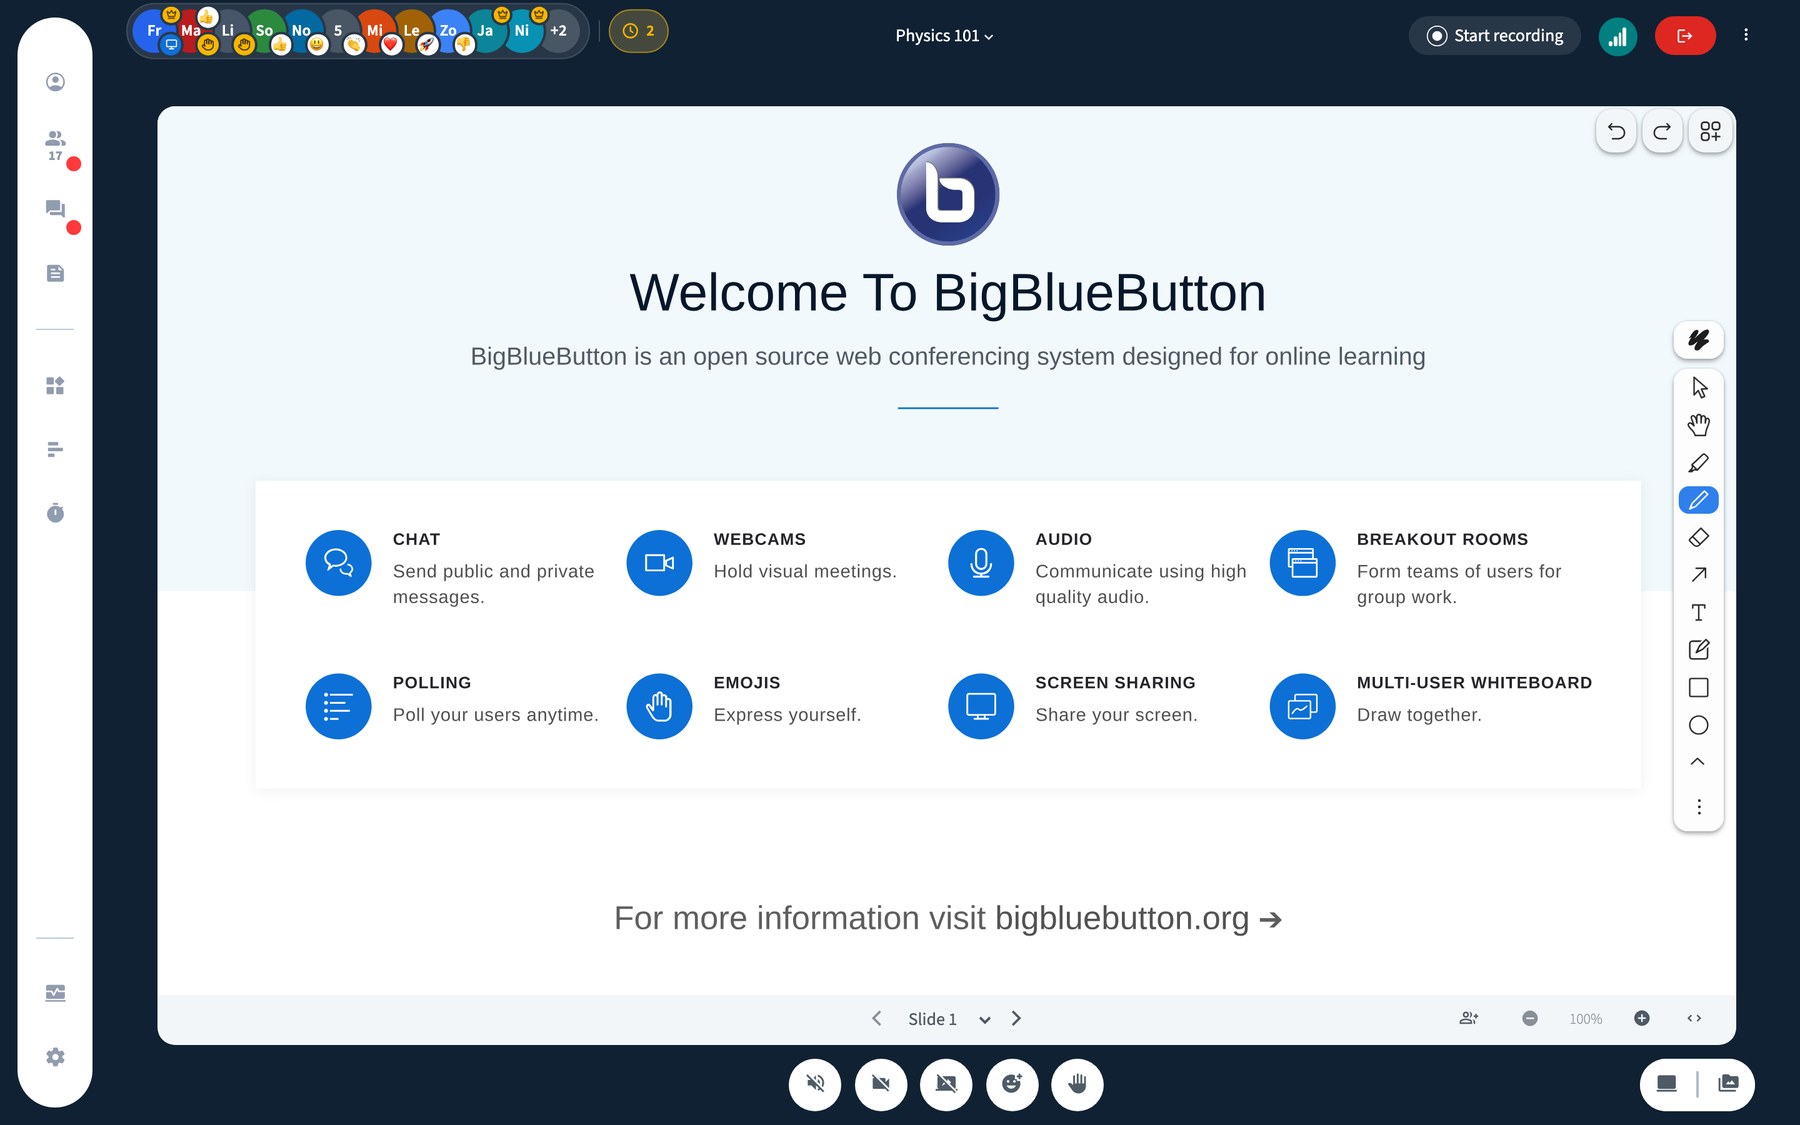 Fr
Ma
Li
So
No
5
Mi
Le
Zo
Ja
Ni
+2
2
Physics 101
Start recording
17
Welcome To BigBlueButton
BigBlueButton is an open source web conferencing system designed for online learning
CHAT
Send public and private
messages.
WEBCAMS
Hold visual meetings.
AUDIO
Communicate using high
quality audio.
BREAKOUT ROOMS
Form teams of users for
group work.
POLLING
Poll your users anytime.
EMOJIS
Express yourself.
SCREEN SHARING
Share your screen.
MULTI-USER WHITEBOARD
Draw together.
For more information visit bigbluebutton.org ➔
Slide 1
100%